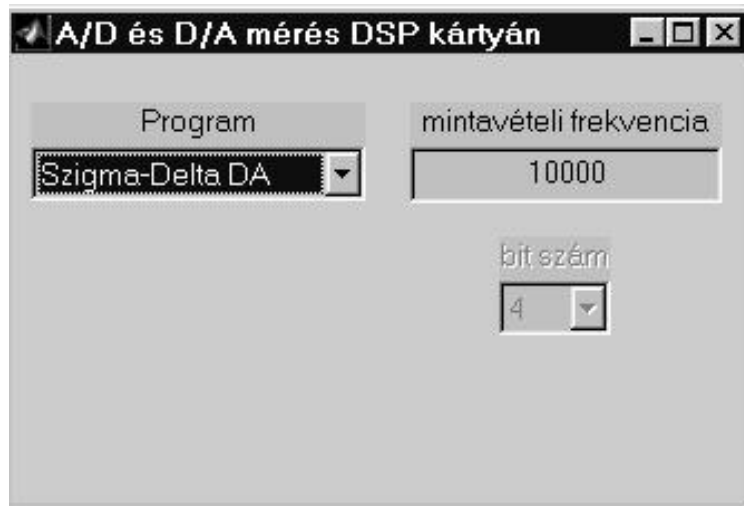 A/D és D/A mérés DSP kártyán
Program
mintavételi frekvencia
Szigma-Delta DA
10000
bit szám
4